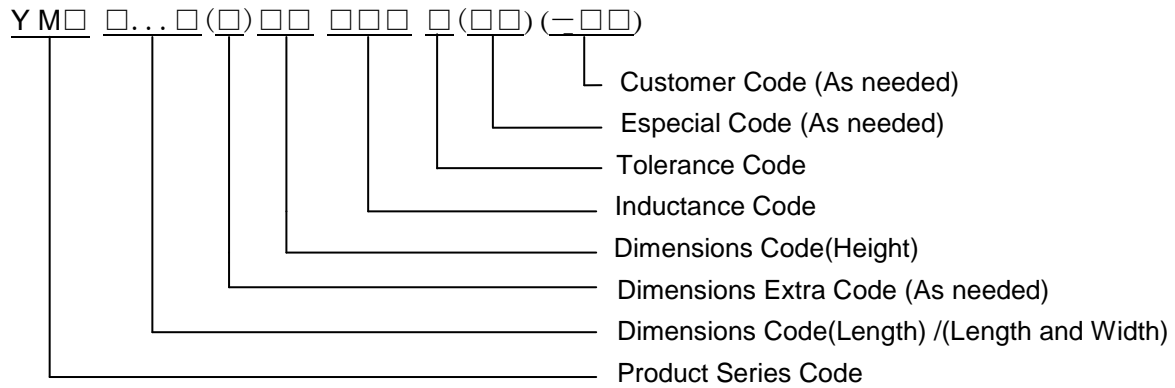 YM□ □...□(□)□□ □□□ □(□□)(-□□)
Customer Code (As needed)
Especial Code (As needed)
Tolerance Code
Inductance Code
Dimensions Code(Height)
Dimensions Extra Code (As needed)
Dimensions Code(Length) /(Length and Width)
Product Series Code